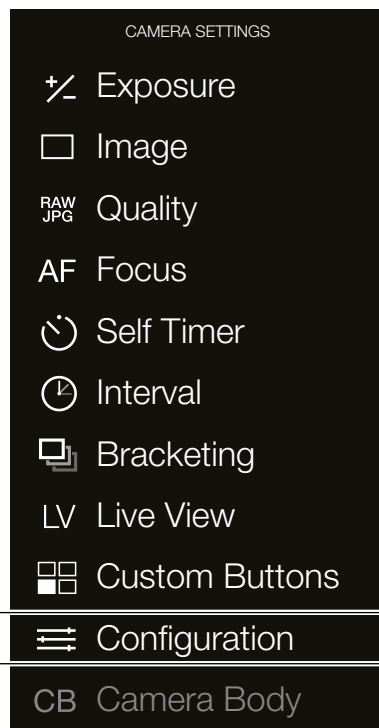 CAMERA SETTINGS
Exposure
Image
RAW JPG Quality
AF Focus
Self Timer
Interval
Bracketing
LV Live View
Custom Buttons
Configuration
CB Camera Body